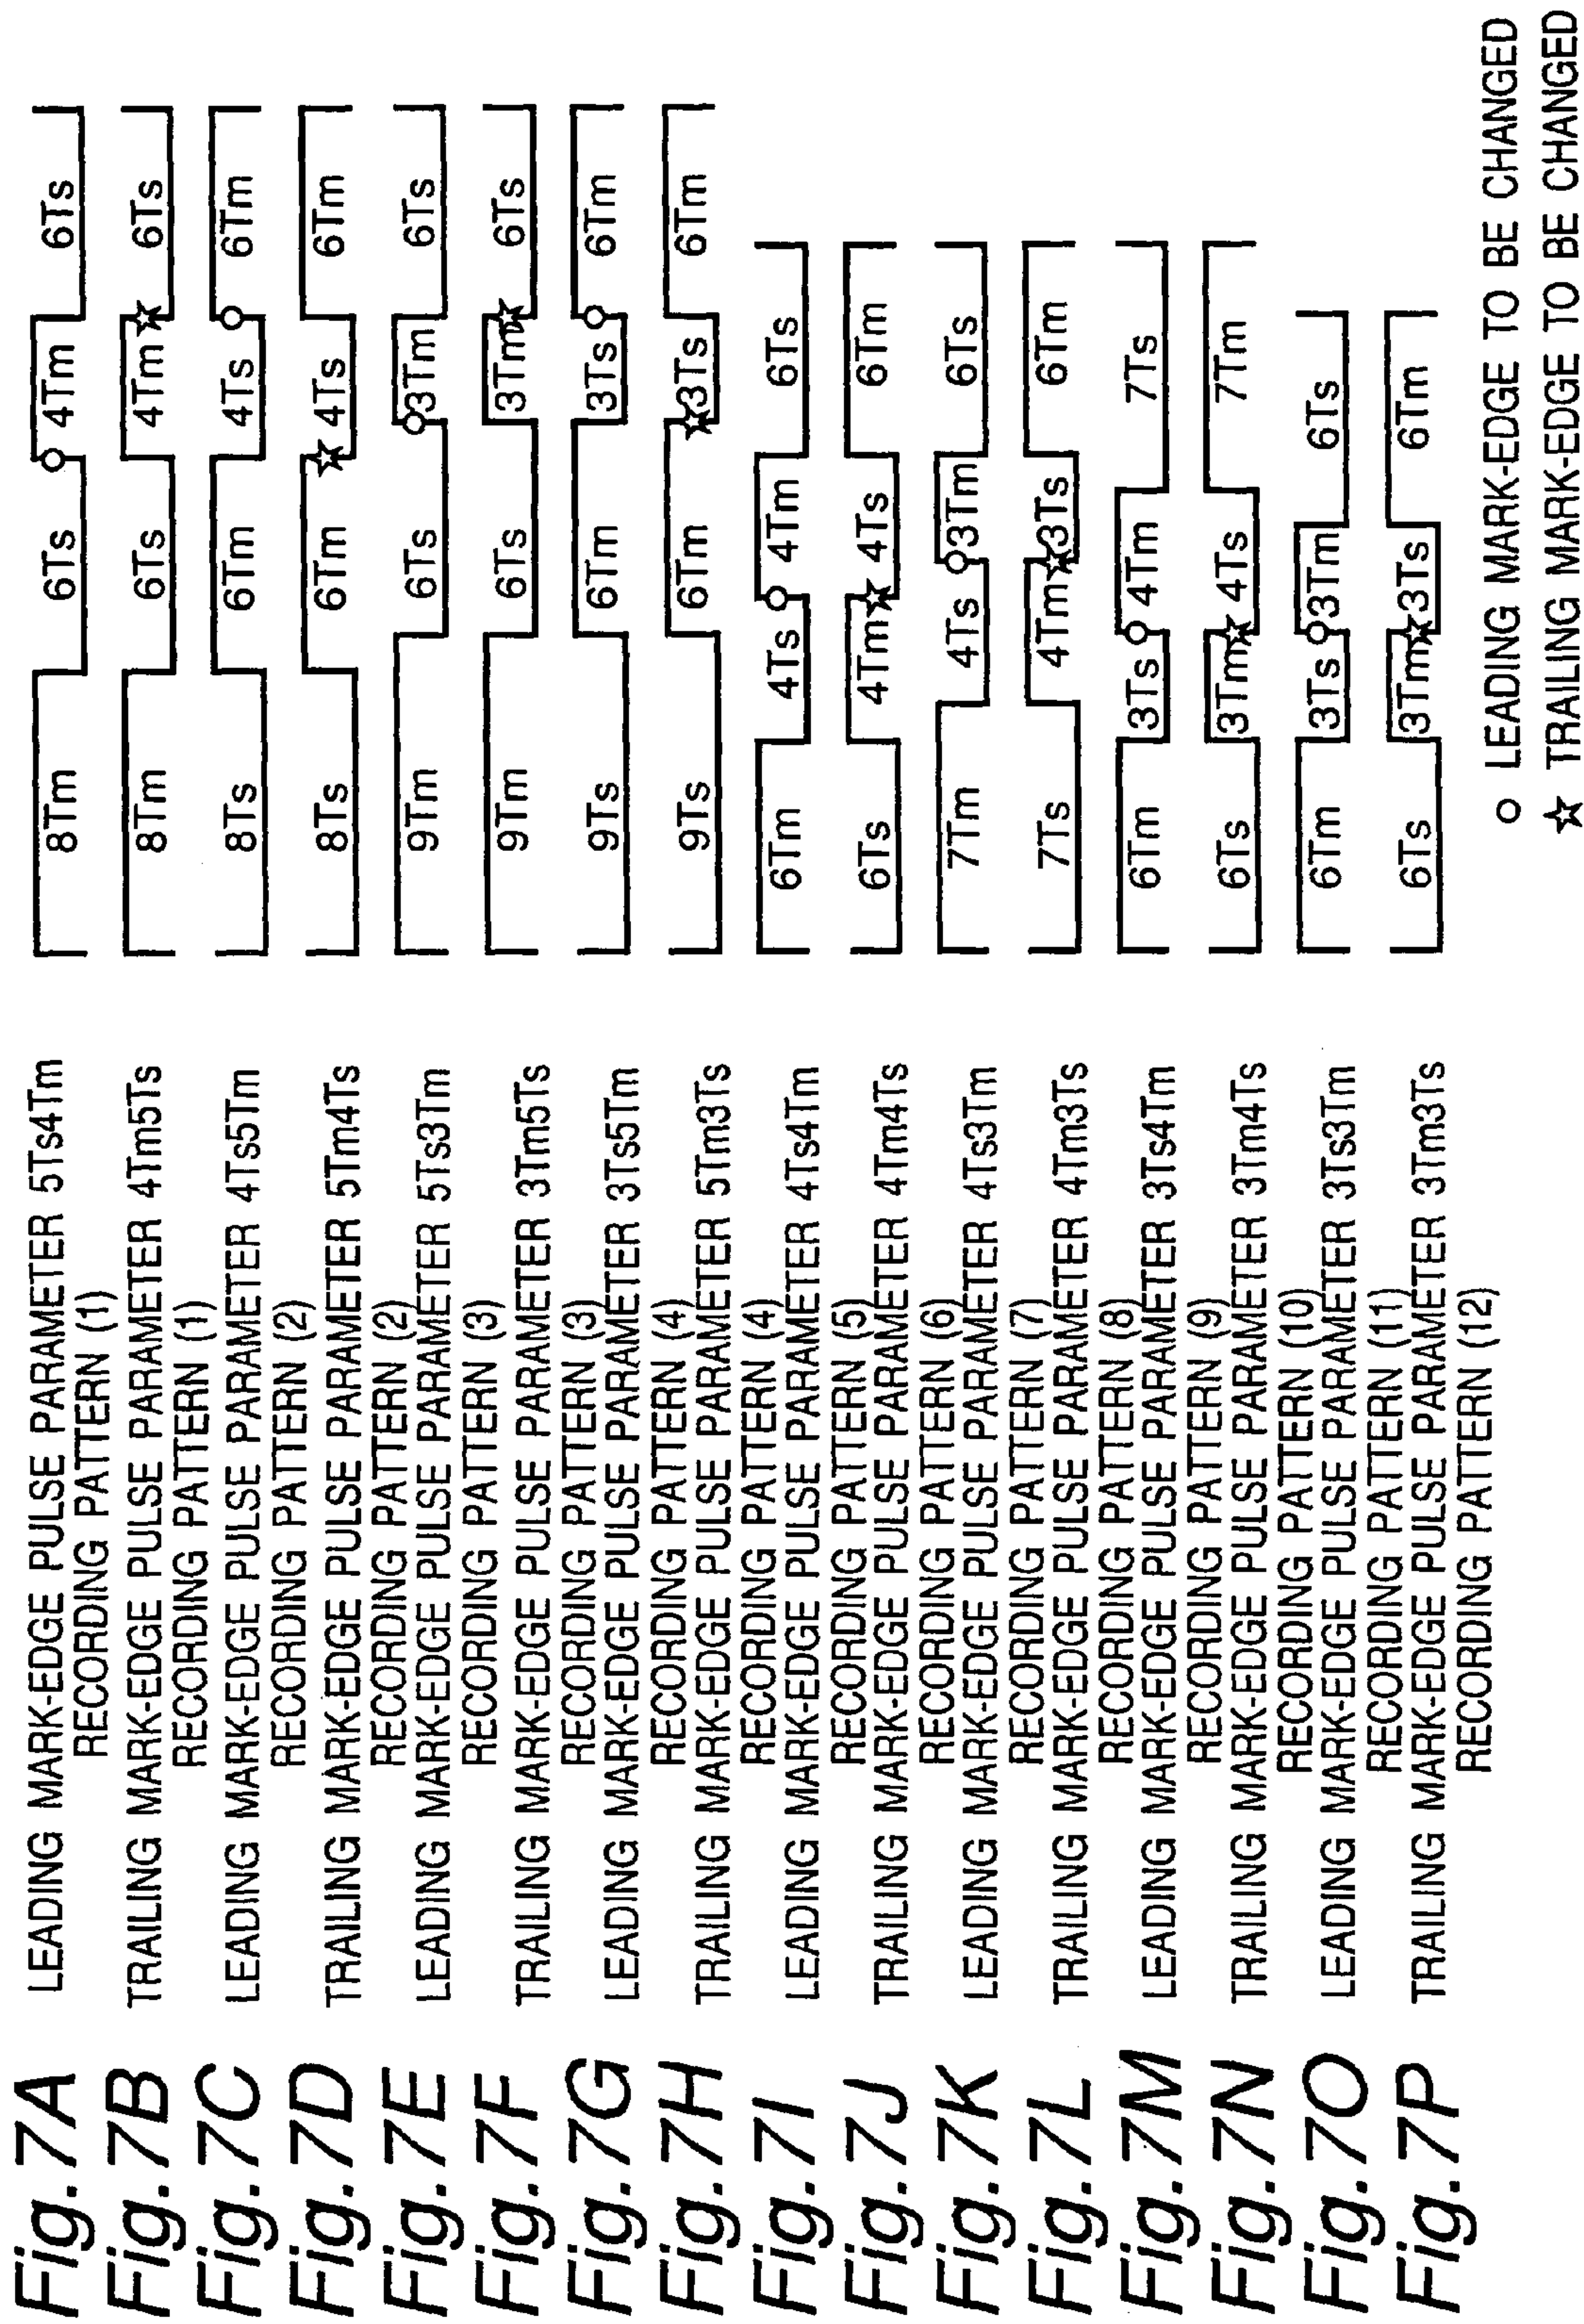 Fig.7A
LEADING MARK-EDGE PULSE PARAMETER 5Ts4Tm
RECORDING PATTERN (1)
8Tm 6Ts 4Tm 6Ts
Fig.7B
TRAILING MARK-EDGE PULSE PARAMETER 4Tm5Ts
RECORDING PATTERN (1)
8Tm 6Ts 4Tm 6Ts
Fig.7C
LEADING MARK-EDGE PULSE PARAMETER 4Ts5Tm
RECORDING PATTERN (2)
8Ts 6Tm 4Ts 6Tm
Fig.7D
TRAILING MARK-EDGE PULSE PARAMETER 5Tm4Ts
RECORDING PATTERN (2)
8Ts 6Tm 4Ts 6Tm
Fig.7E
LEADING MARK-EDGE PULSE PARAMETER 5Ts3Tm
RECORDING PATTERN (3)
9Tm 6Ts 3Tm 6Ts
Fig.7F
TRAILING MARK-EDGE PULSE PARAMETER 3Tm5Ts
RECORDING PATTERN (3)
9Tm 6Ts 3Tm 6Ts
Fig.7G
LEADING MARK-EDGE PULSE PARAMETER 3Ts5Tm
RECORDING PATTERN (4)
9Ts 6Tm 3Ts 6Tm
Fig.7H
TRAILING MARK-EDGE PULSE PARAMETER 5Tm3Ts
RECORDING PATTERN (4)
9Ts 6Tm 3Ts 6Tm
Fig.7I
LEADING MARK-EDGE PULSE PARAMETER 4Ts4Tm
RECORDING PATTERN (5)
6Tm 4Ts 4Tm 6Ts
Fig.7J
TRAILING MARK-EDGE PULSE PARAMETER 4Tm4Ts
RECORDING PATTERN (6)
6Ts 4Tm 4Ts 6Tm
Fig.7K
LEADING MARK-EDGE PULSE PARAMETER 4Ts3Tm
RECORDING PATTERN (7)
7Tm 4Ts 3Tm 6Ts
Fig.7L
TRAILING MARK-EDGE PULSE PARAMETER 4Tm3Ts
RECORDING PATTERN (8)
7Ts 4Tm 3Ts 6Tm
Fig.7M
LEADING MARK-EDGE PULSE PARAMETER 3Ts4Tm
RECORDING PATTERN (9)
6Tm 3Ts 4Tm 7Ts
Fig.7N
TRAILING MARK-EDGE PULSE PARAMETER 3Tm4Ts
RECORDING PATTERN (10)
6Ts 3Tm 4Ts 7Tm
Fig.7O
LEADING MARK-EDGE PULSE PARAMETER 3Ts3Tm
RECORDING PATTERN (11)
6Tm 3Ts 3Tm 6Ts
Fig.7P
TRAILING MARK-EDGE PULSE PARAMETER 3Tm3Ts
RECORDING PATTERN (12)
6Ts 3Tm 3Ts 6Tm
○ LEADING MARK-EDGE TO BE CHANGED
☆ TRAILING MARK-EDGE TO BE CHANGED